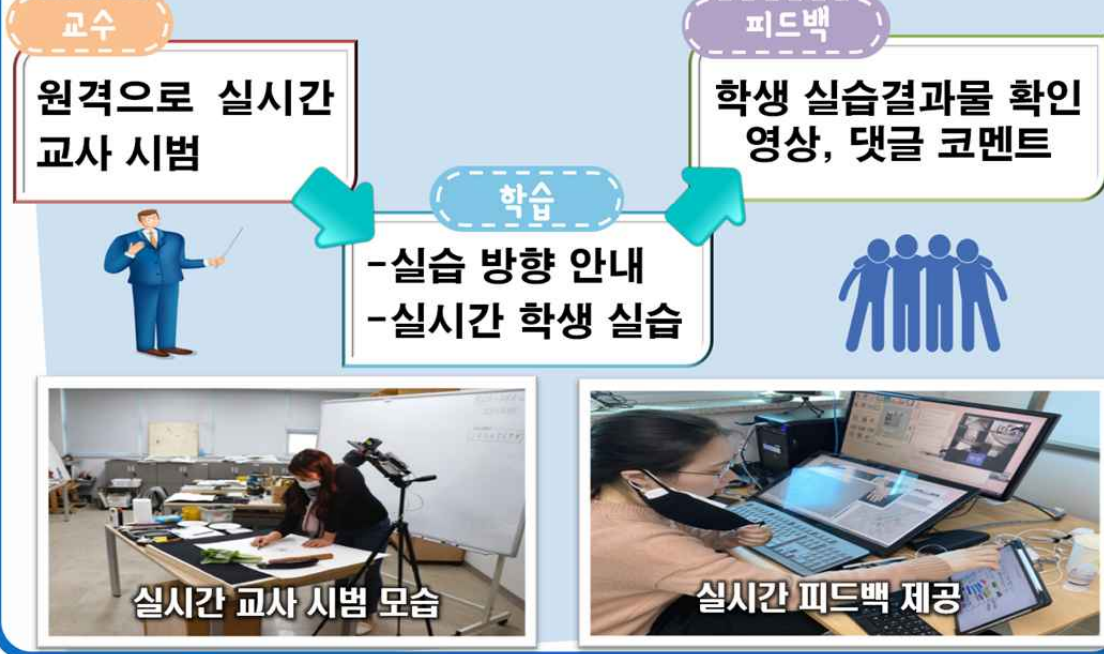 교수
원격으로 실시간
교사 시범
학습
-실습 방향 안내
-실시간 학생 실습
피드백
학생 실습결과물 확인
영상, 댓글 코멘트
실시간 교사 시범 모습
실시간 피드백 제공